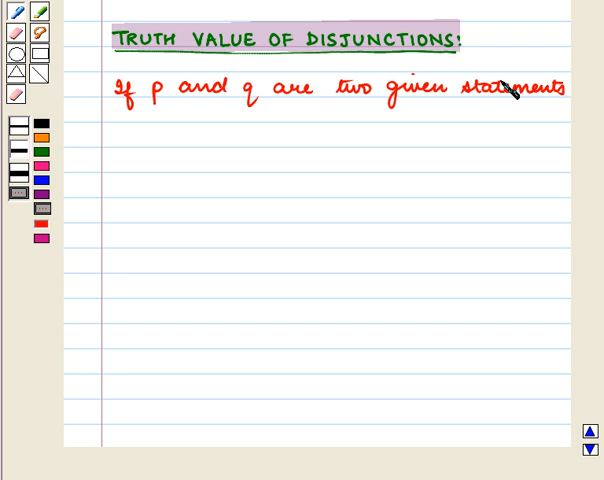 TRUTH VALUE OF DISJUNCTIONS:
If p and q are two given statements